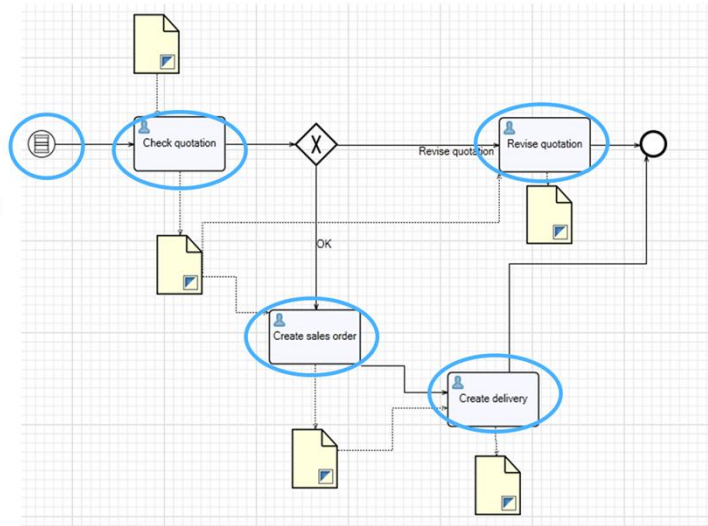 Check quotation
X
Revise quotation
Revise quotation
OK
Create sales order
Create delivery